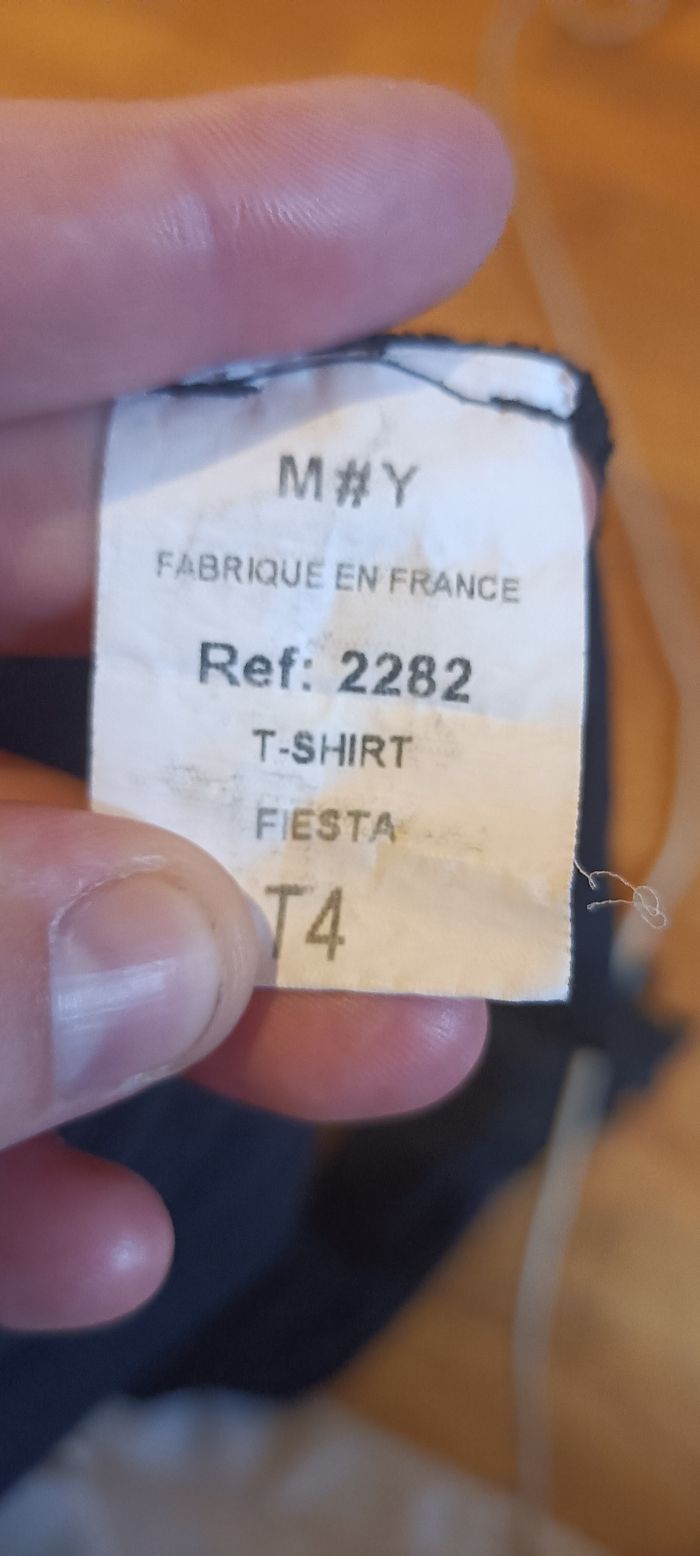 M#Y
FABRIQUE EN FRANCE
Ref: 2282
T-SHIRT
FIESTA
T4